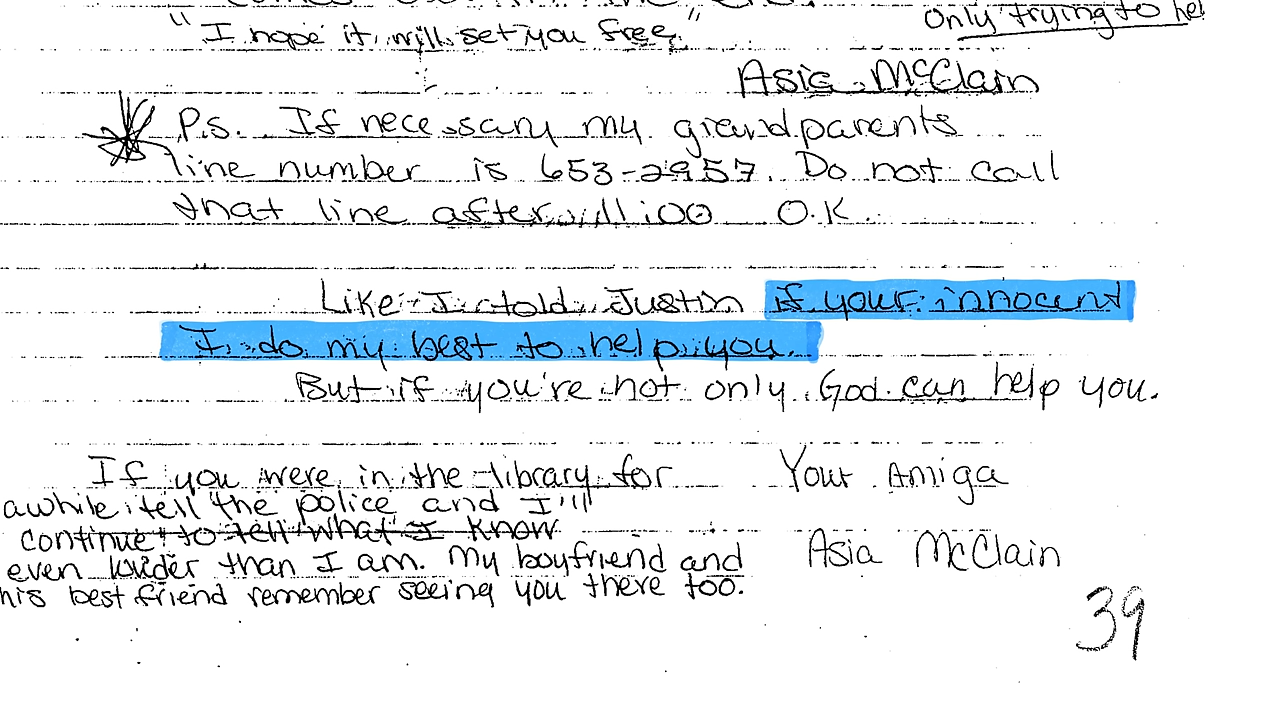 "I hope it will set you free"
Only trying to hel
Asia McClain
P.s. If necessary my grandparents
line number is 653-2957. Do not call
that line after 11:00 O.K.
Like I told Justin if your innocent
I do my best to help you.
But if you're not only God can help you.
If you were in the library for
awhile tell the police and I'll
continue to tell what I know
even louder than I am. My boyfriend and
his best friend remember seeing you there too.
Your Amiga
Asia McClain
39